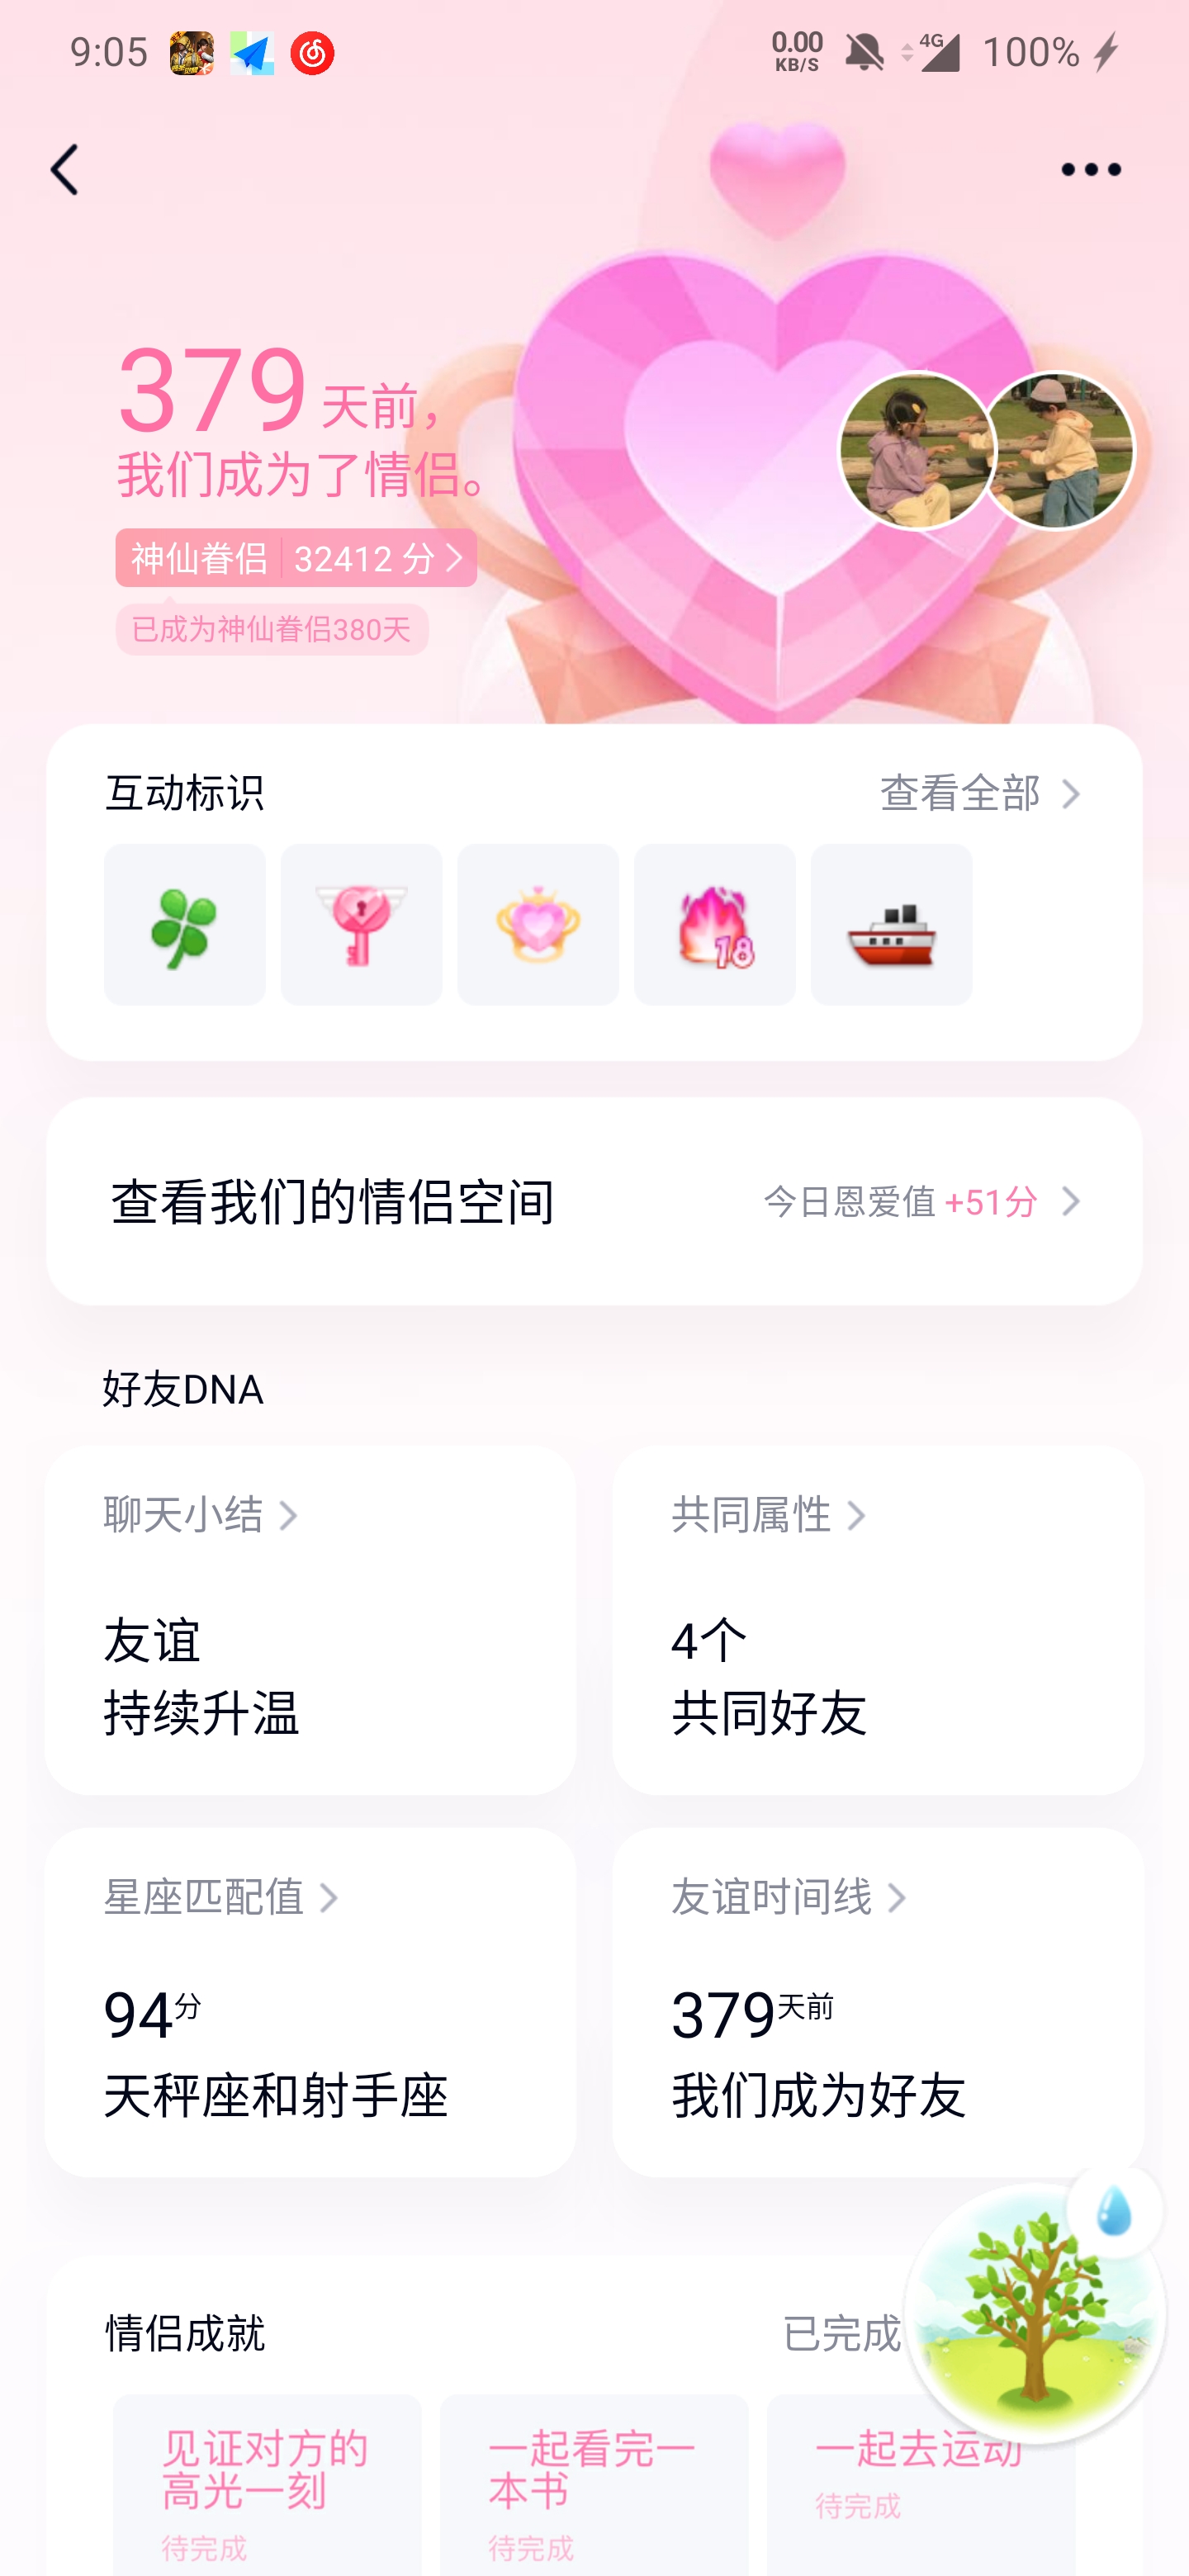 9:05
0.00
KB/S
4G
100%
379 天前，
我们成为了情侣。
神仙眷侣 32412 分
已成为神仙眷侣380天
互动标识
查看全部
18
查看我们的情侣空间
今日恩爱值 +51分
好友DNA
聊天小结
友谊
持续升温
共同属性
4个
共同好友
星座匹配值
94分
天秤座和射手座
友谊时间线
379天前
我们成为好友
情侣成就
已完成
见证对方的
高光一刻
待完成
一起看完一
本书
待完成
一起去运动
待完成